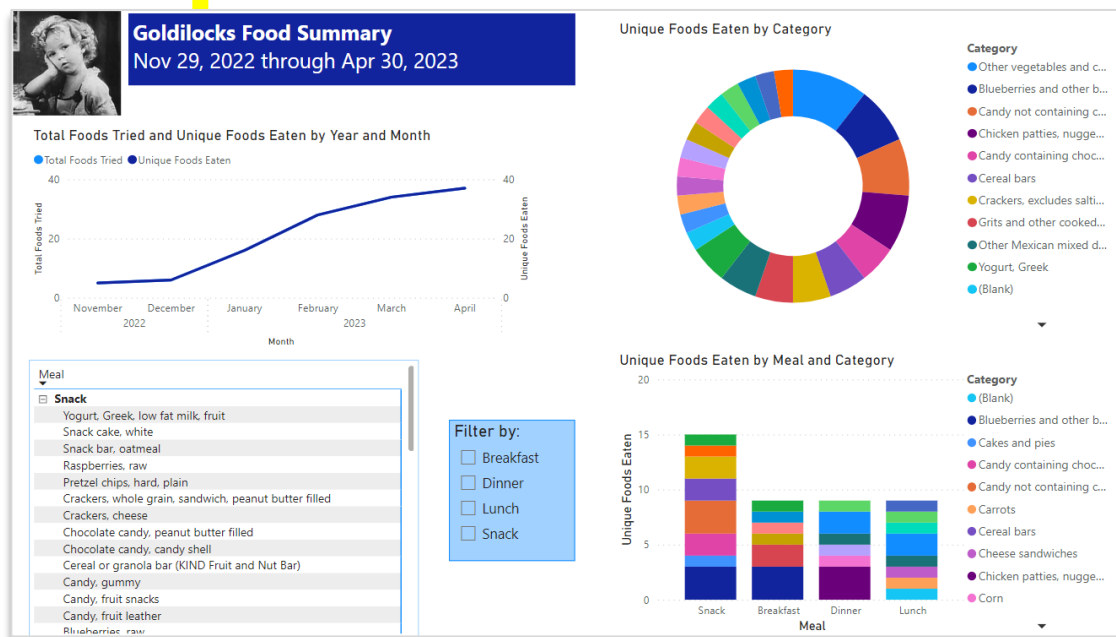 Goldilocks Food Summary
Nov 29, 2022 through Apr 30, 2023
Total Foods Tried and Unique Foods Eaten by Year and Month
Total Foods Tried Unique Foods Eaten
40
20
0
Total Foods Tried
40
20
0
Unique Foods Eaten
November December January February March April
2022 2023
Month
Meal
Snack
Yogurt, Greek, low fat milk, fruit
Snack cake, white
Snack bar, oatmeal
Raspberries, raw
Pretzel chips, hard, plain
Crackers, whole grain, sandwich, peanut butter filled
Crackers, cheese
Chocolate candy, peanut butter filled
Chocolate candy, candy shell
Cereal or granola bar (KIND Fruit and Nut Bar)
Candy, gummy
Candy, fruit snacks
Candy, fruit leather
Blueberries, raw
Filter by:
Breakfast
Dinner
Lunch
Snack
Unique Foods Eaten by Category
Category
Other vegetables and c...
Blueberries and other b...
Candy not containing c...
Chicken patties, nugge...
Candy containing choc...
Cereal bars
Crackers, excludes salti...
Grits and other cooked...
Other Mexican mixed d...
Yogurt, Greek
(Blank)
Unique Foods Eaten by Meal and Category
20
15
10
5
0
Unique Foods Eaten
Snack Breakfast Dinner Lunch
Meal
Category
(Blank)
Blueberries and other b...
Cakes and pies
Candy containing choc...
Candy not containing c...
Carrots
Cereal bars
Cheese sandwiches
Chicken patties, nugge...
Corn